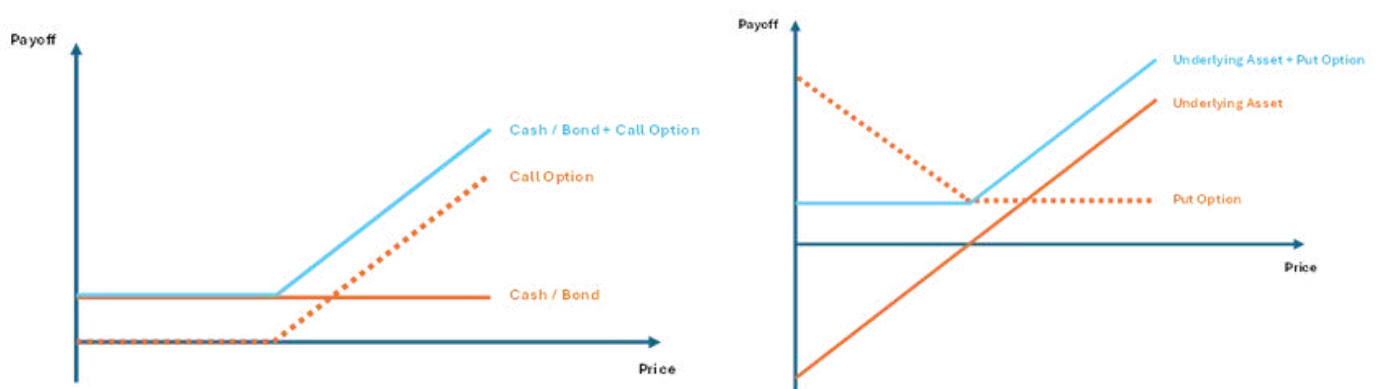 Payoff
Cash / Bond + Call Option
Call Option
Cash / Bond
Price
Payoff
Underlying Asset + Put Option
Underlying Asset
Put Option
Price